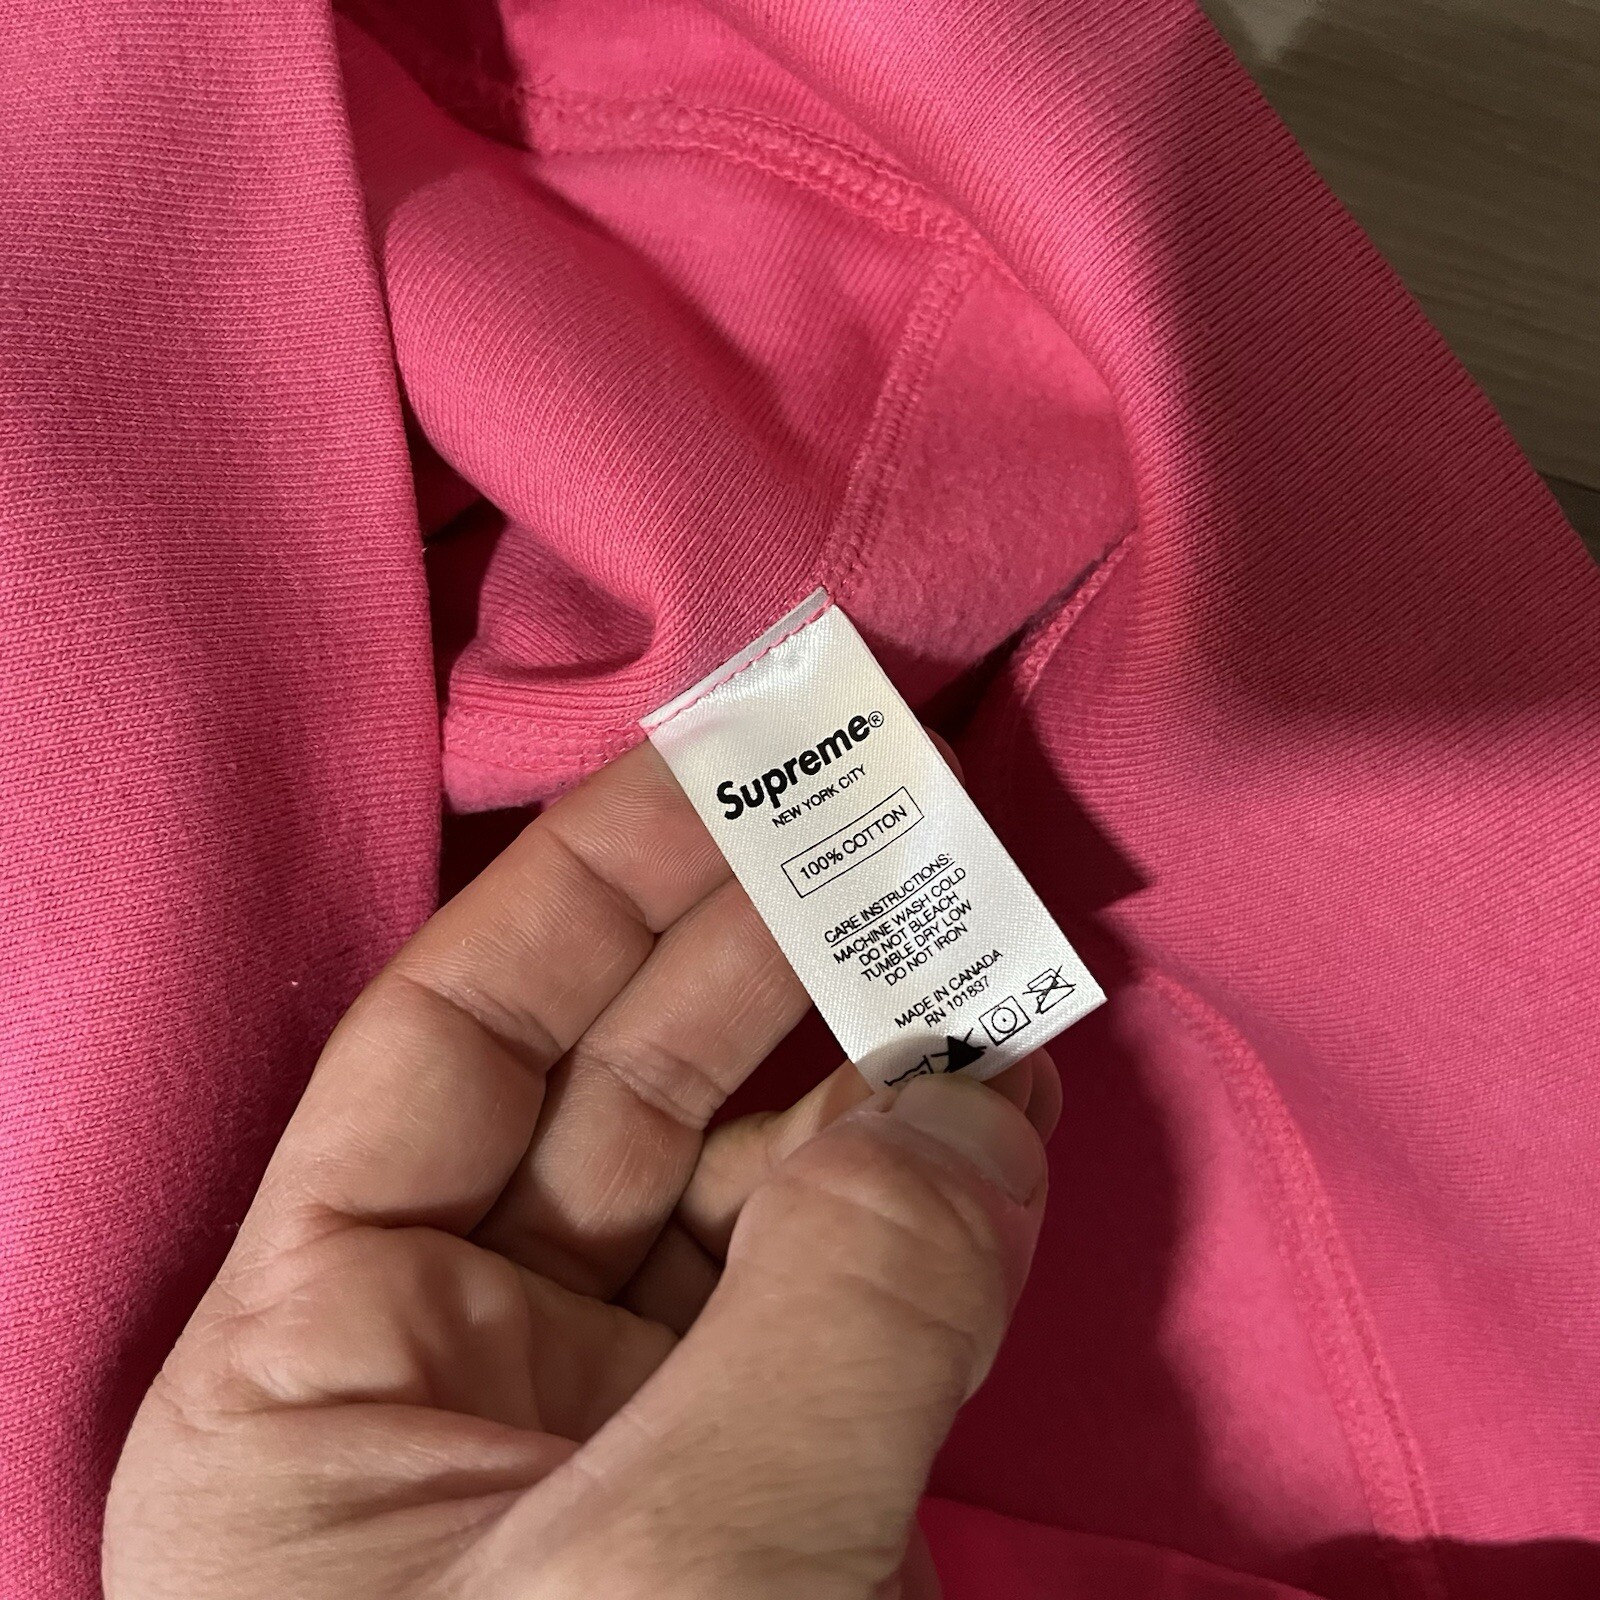 Supreme®
NEW YORK CITY
100% COTTON
CARE INSTRUCTIONS:
MACHINE WASH COLD
DO NOT BLEACH
TUMBLE DRY LOW
DO NOT IRON
MADE IN CANADA
RN 101837